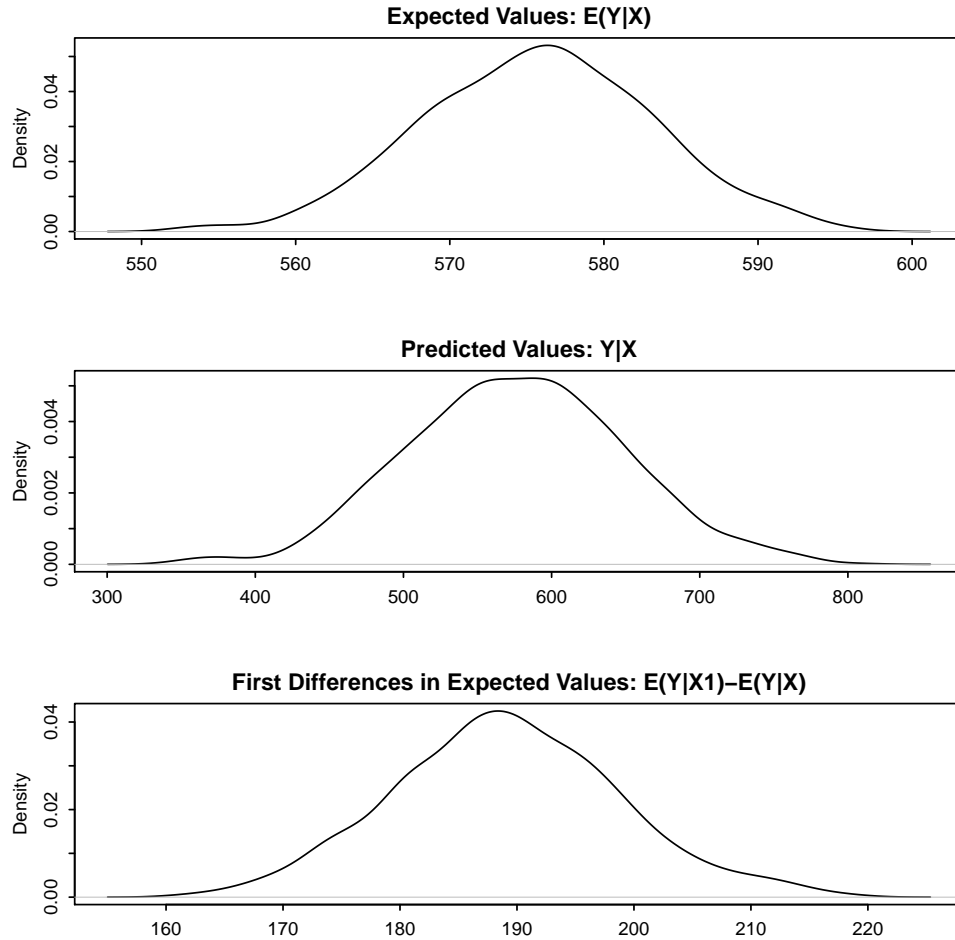 Expected Values: E(Y|X)
Density
0.04
0.02
0.00
550 560 570 580 590 600
Predicted Values: Y|X
Density
0.004
0.002
0.000
300 400 500 600 700 800
First Differences in Expected Values: E(Y|X1)−E(Y|X)
Density
0.04
0.02
0.00
160 170 180 190 200 210 220